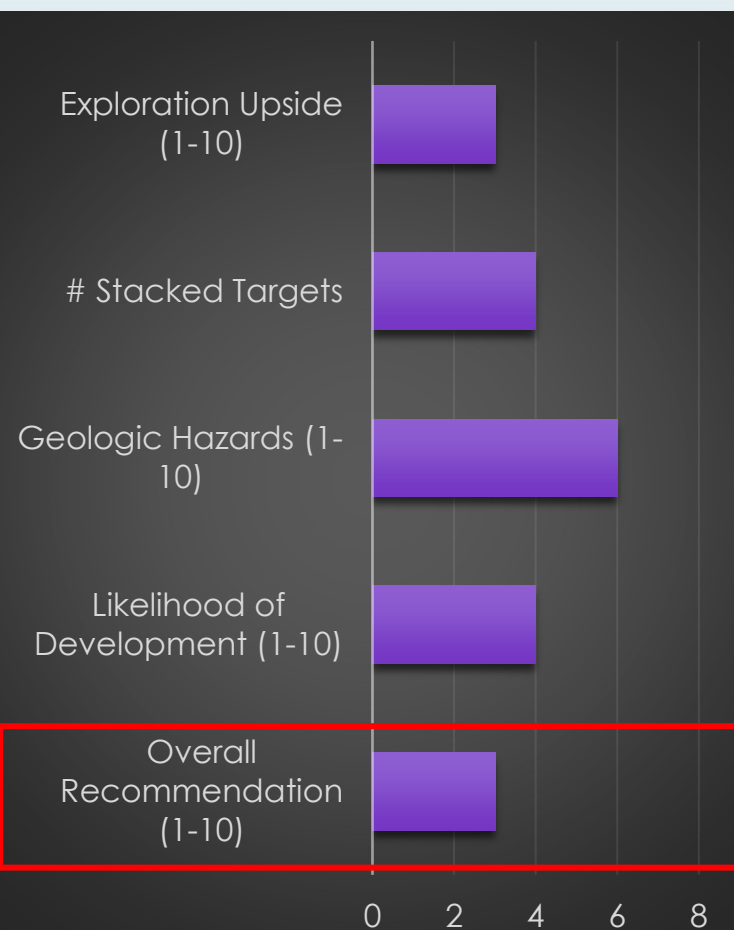 Exploration Upside
(1-10)
# Stacked Targets
Geologic Hazards (1-
10)
Likelihood of
Development (1-10)
Overall
Recommendation
(1-10)
0 2 4 6 8